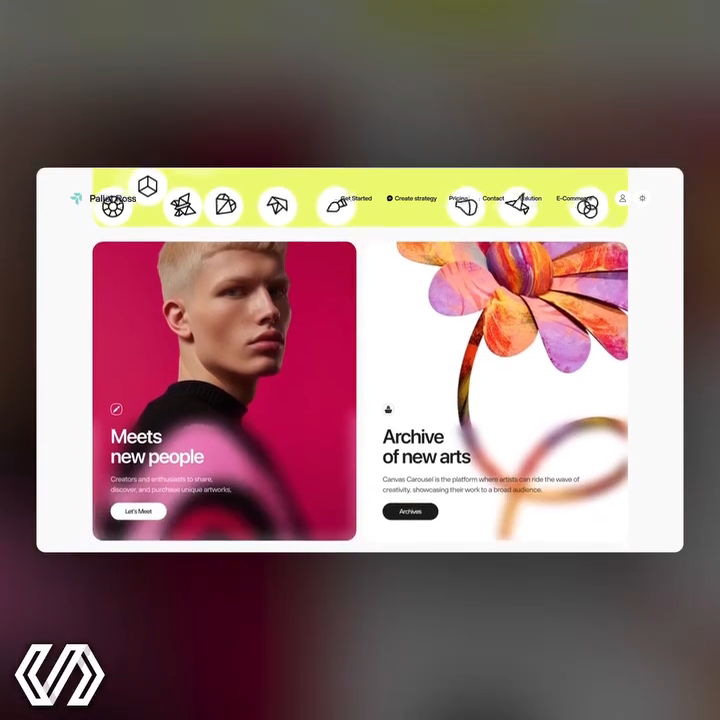 Get Started
Create strategy
Pricing
Contact
E-Commerce
Meets
new people
Creators and enthusiasts to share,
discover, and purchase unique artworks,
Let's Meet
Archive
of new arts
Canvas Carousel is the platform where artists can ride the wave of
creativity, showcasing their work to a broad audience.
Archives